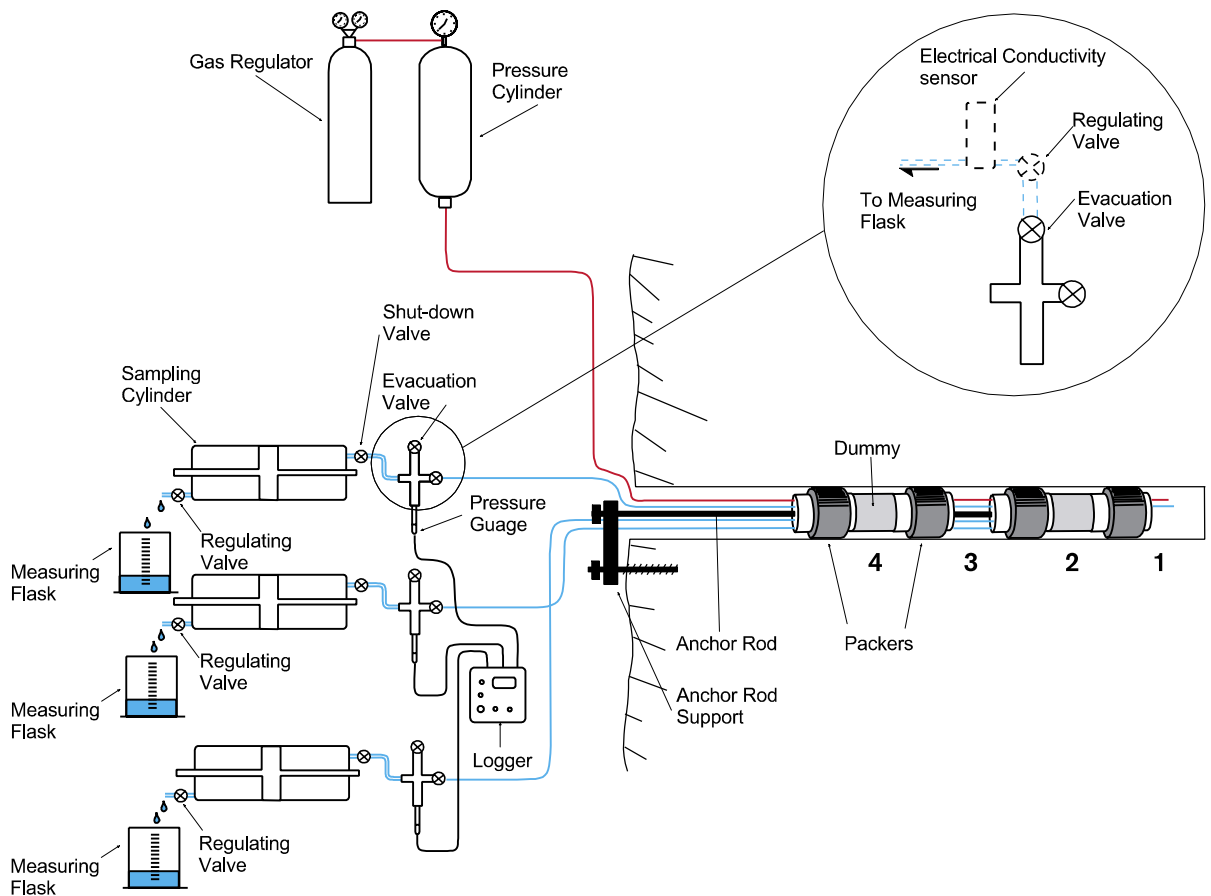 Gas Regulator
Pressure
Cylinder
Electrical Conductivity
sensor
Regulating
Valve
To Measuring
Flask
Evacuation
Valve
Shut-down
Valve
Sampling
Cylinder
Evacuation
Valve
Dummy
Pressure
Guage
Regulating
Valve
Measuring
Flask
4
3
2
1
Anchor Rod
Packers
Regulating
Valve
Measuring
Flask
Anchor Rod
Support
Logger
Regulating
Valve
Measuring
Flask